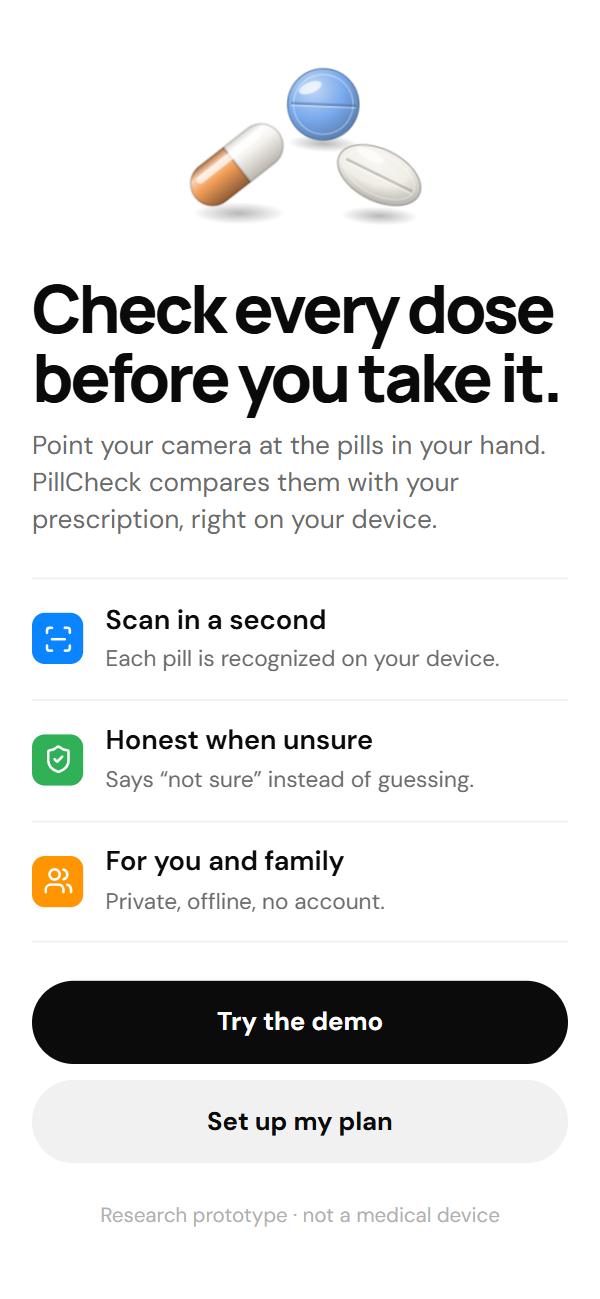 Check every dose
before you take it.
Point your camera at the pills in your hand.
PillCheck compares them with your
prescription, right on your device.
Scan in a second
Each pill is recognized on your device.
Honest when unsure
Says “not sure” instead of guessing.
For you and family
Private, offline, no account.
Try the demo
Set up my plan
Research prototype · not a medical device